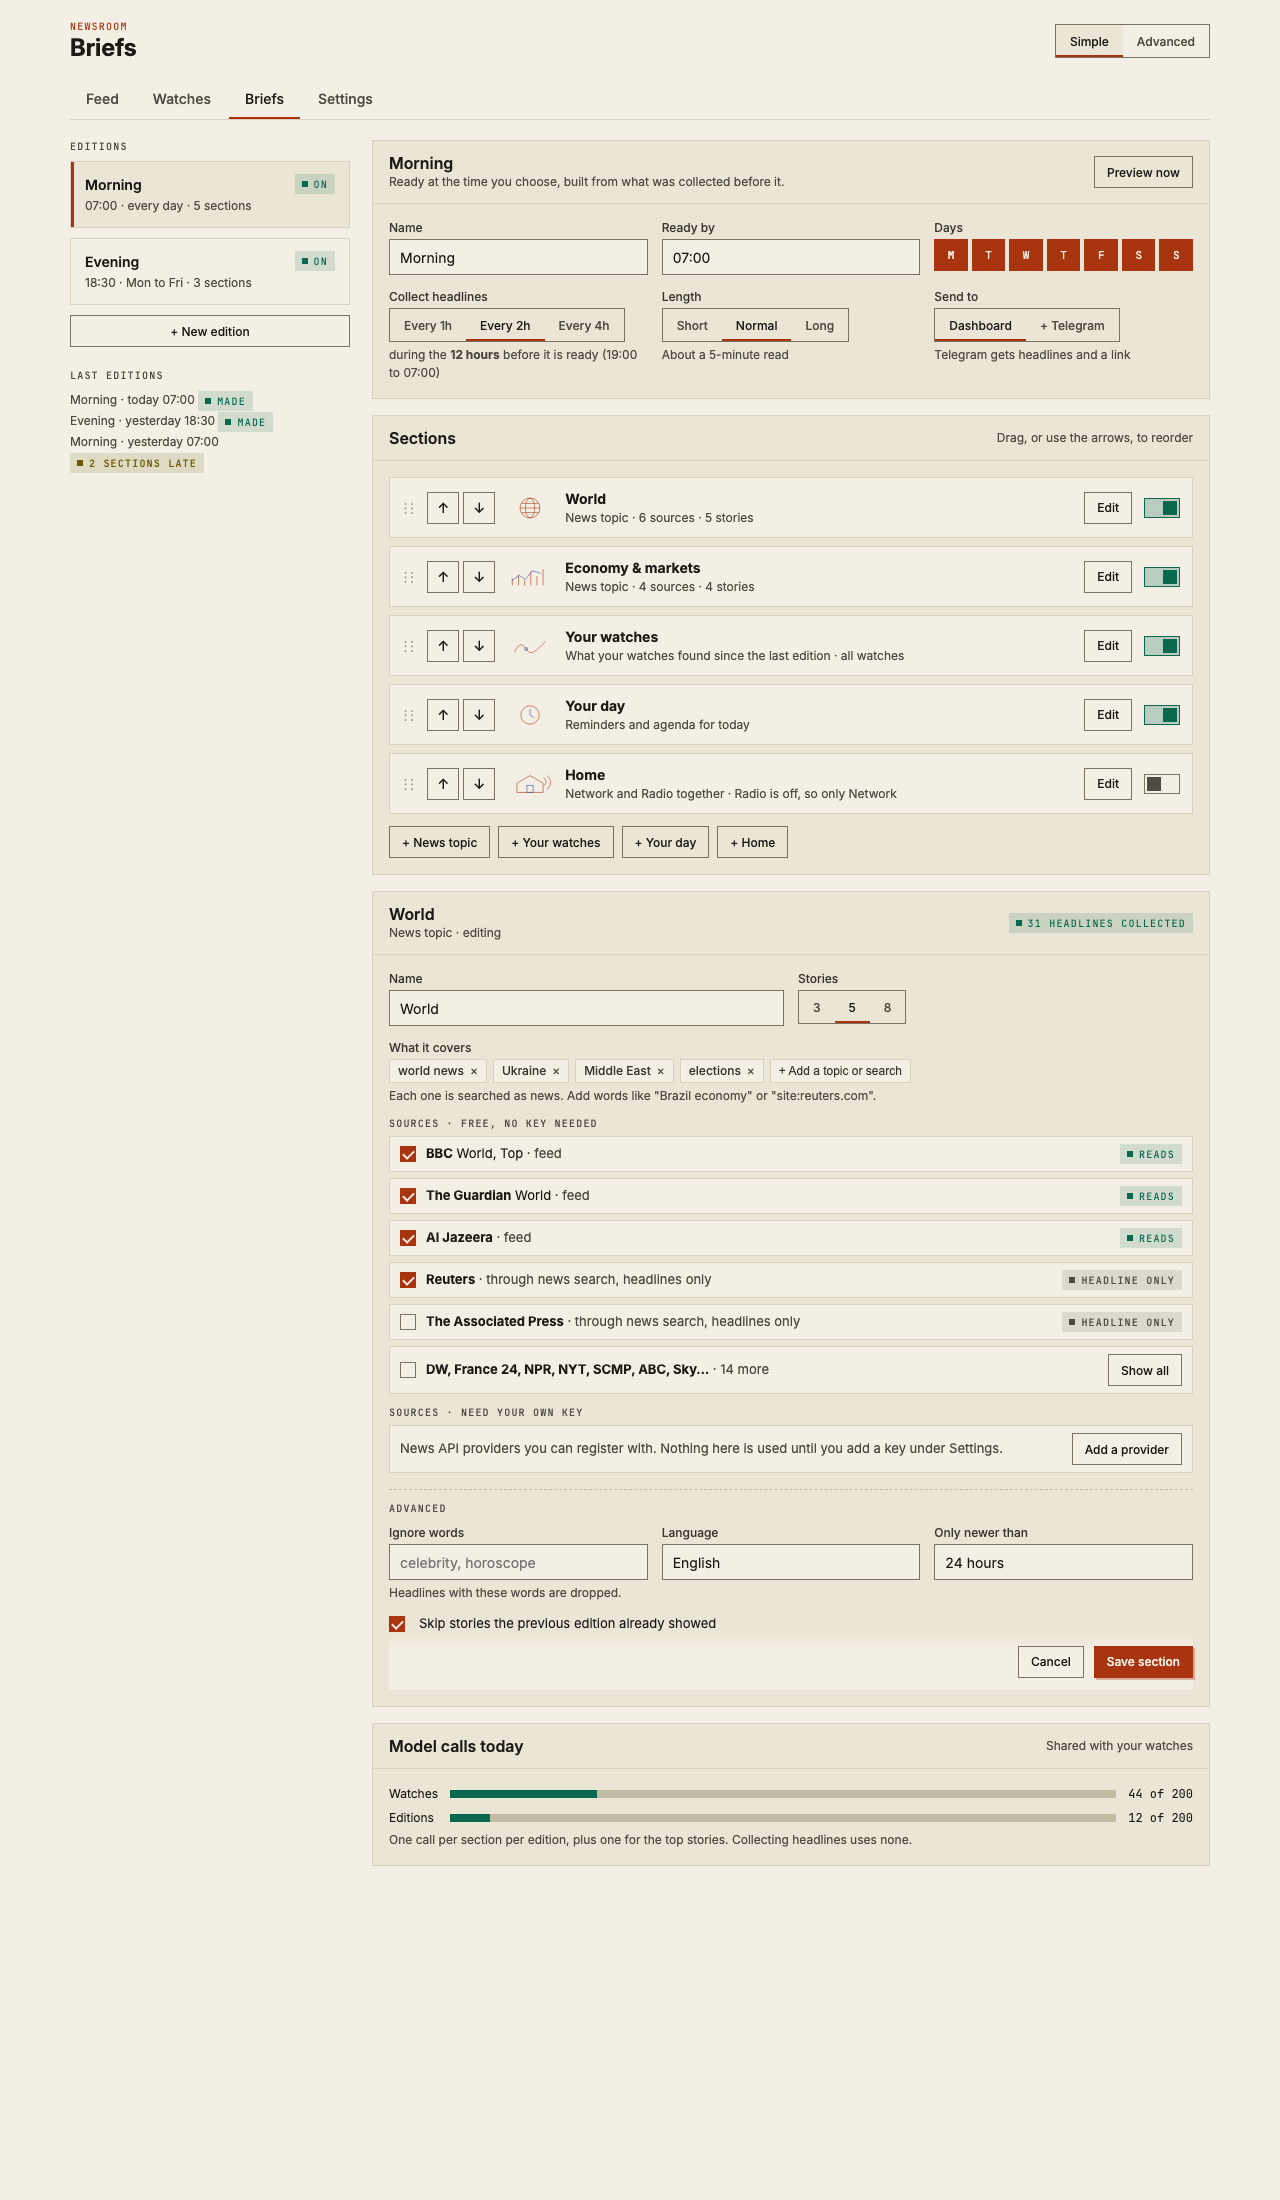 NEWSROOM
Briefs
Simple
Advanced
Feed
Watches
Briefs
Settings
EDITIONS
Morning
ON
07:00 · every day · 5 sections
Evening
ON
18:30 · Mon to Fri · 3 sections
+ New edition
LAST EDITIONS
Morning · today 07:00 MADE
Evening · yesterday 18:30 MADE
Morning · yesterday 07:00
2 SECTIONS LATE
Morning
Ready at the time you choose, built from what was collected before it.
Preview now
Name
Morning
Ready by
07:00
Days
M T W T F S S
Collect headlines
Every 1h Every 2h Every 4h
during the 12 hours before it is ready (19:00
to 07:00)
Length
Short Normal Long
About a 5-minute read
Send to
Dashboard + Telegram
Telegram gets headlines and a link
Sections
Drag, or use the arrows, to reorder
↑ ↓
World
News topic · 6 sources · 5 stories
Edit
↑ ↓
Economy & markets
News topic · 4 sources · 4 stories
Edit
↑ ↓
Your watches
What your watches found since the last edition · all watches
Edit
↑ ↓
Your day
Reminders and agenda for today
Edit
↑ ↓
Home
Network and Radio together · Radio is off, so only Network
Edit
+ News topic
+ Your watches
+ Your day
+ Home
World
News topic · editing
31 HEADLINES COLLECTED
Name
World
Stories
3 5 8
What it covers
world news × Ukraine × Middle East × elections × + Add a topic or search
Each one is searched as news. Add words like "Brazil economy" or "site:reuters.com".
SOURCES · FREE, NO KEY NEEDED
BBC World, Top · feed
READS
The Guardian World · feed
READS
Al Jazeera · feed
READS
Reuters · through news search, headlines only
HEADLINE ONLY
The Associated Press · through news search, headlines only
HEADLINE ONLY
DW, France 24, NPR, NYT, SCMP, ABC, Sky... · 14 more
Show all
SOURCES · NEED YOUR OWN KEY
News API providers you can register with. Nothing here is used until you add a key under Settings.
Add a provider
ADVANCED
Ignore words
celebrity, horoscope
Headlines with these words are dropped.
Language
English
Only newer than
24 hours
Skip stories the previous edition already showed
Cancel
Save section
Model calls today
Shared with your watches
Watches
44 of 200
Editions
12 of 200
One call per section per edition, plus one for the top stories. Collecting headlines uses none.